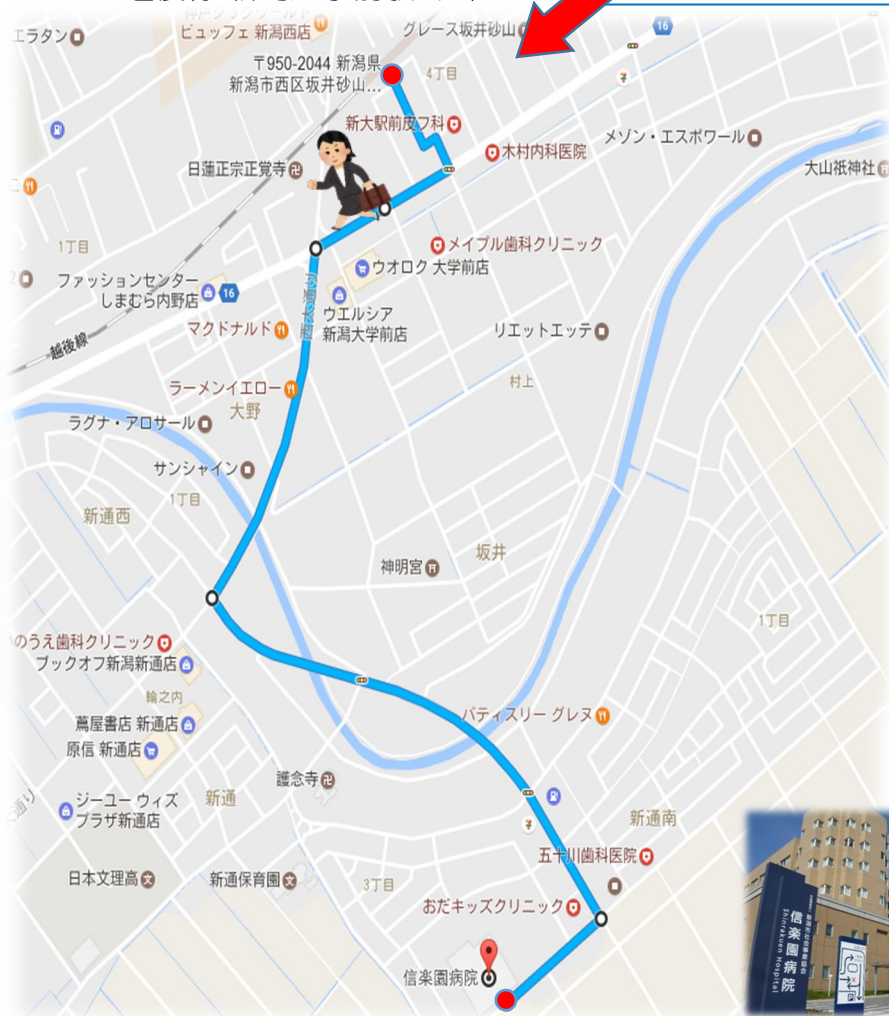 エラタン
ビュッフェ 新潟西店
グレース坂井砂山
16
〒950-2044 新潟県
新潟市西区坂井砂山...
4丁目
新大駅前皮フ科
木村内科医院
メゾン・エスポワール
大山祇神社
日蓮正宗正覚寺
1丁目
メイプル歯科クリニック
ファッションセンター
しまむら内野店
16
ウオロク 大学前店
西大通り
ウエルシア
新潟大学前店
マクドナルド
リエットエッテ
越後線
ラーメンイエロー
村上
大野
ラグナ・アロサール
サンシャイン
1丁目
新通西
坂井
神明宮
1丁目
のうえ歯科クリニック
ブックオフ新潟新通店
輪之内
蔦屋書店 新通店
パティスリー グレヌ
原信 新通店
護念寺
ジーユー ウィズ
プラザ新通店
新通
新通南
五十川歯科医院
日本文理高
新通保育園
3丁目
おだキッズクリニック
信楽園病院
新潟市社会事業協会
信楽園病院
Shinrakuen Hospital